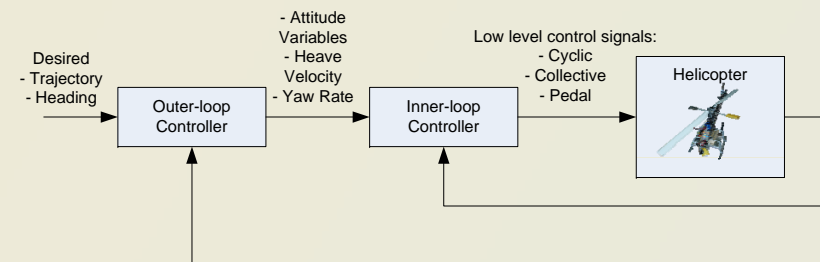 Desired
- Trajectory
- Heading
Outer-loop
Controller
- Attitude
Variables
- Heave
Velocity
- Yaw Rate
Inner-loop
Controller
Low level control signals:
- Cyclic
- Collective
- Pedal
Helicopter